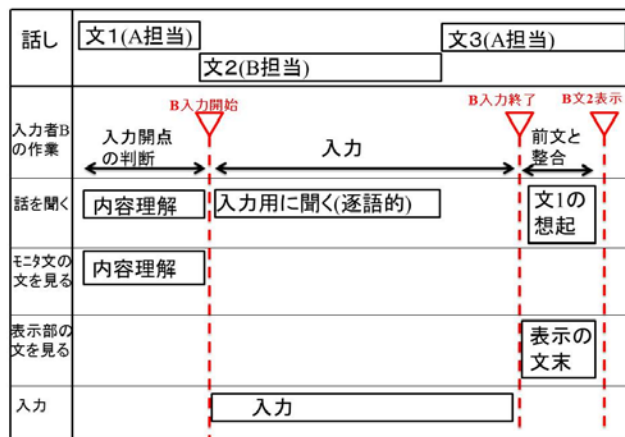 話し
文1(A担当)
文2(B担当)
文3(A担当)
B入力開始
B入力終了
B文2表示
入力者B
の作業
入力開点
の判断
入力
前文と
整合
話を聞く
内容理解
入力用に聞く(逐語的)
文1の
想起
モニタ文の
文を見る
内容理解
表示部の
文を見る
表示の
文末
入力
入力